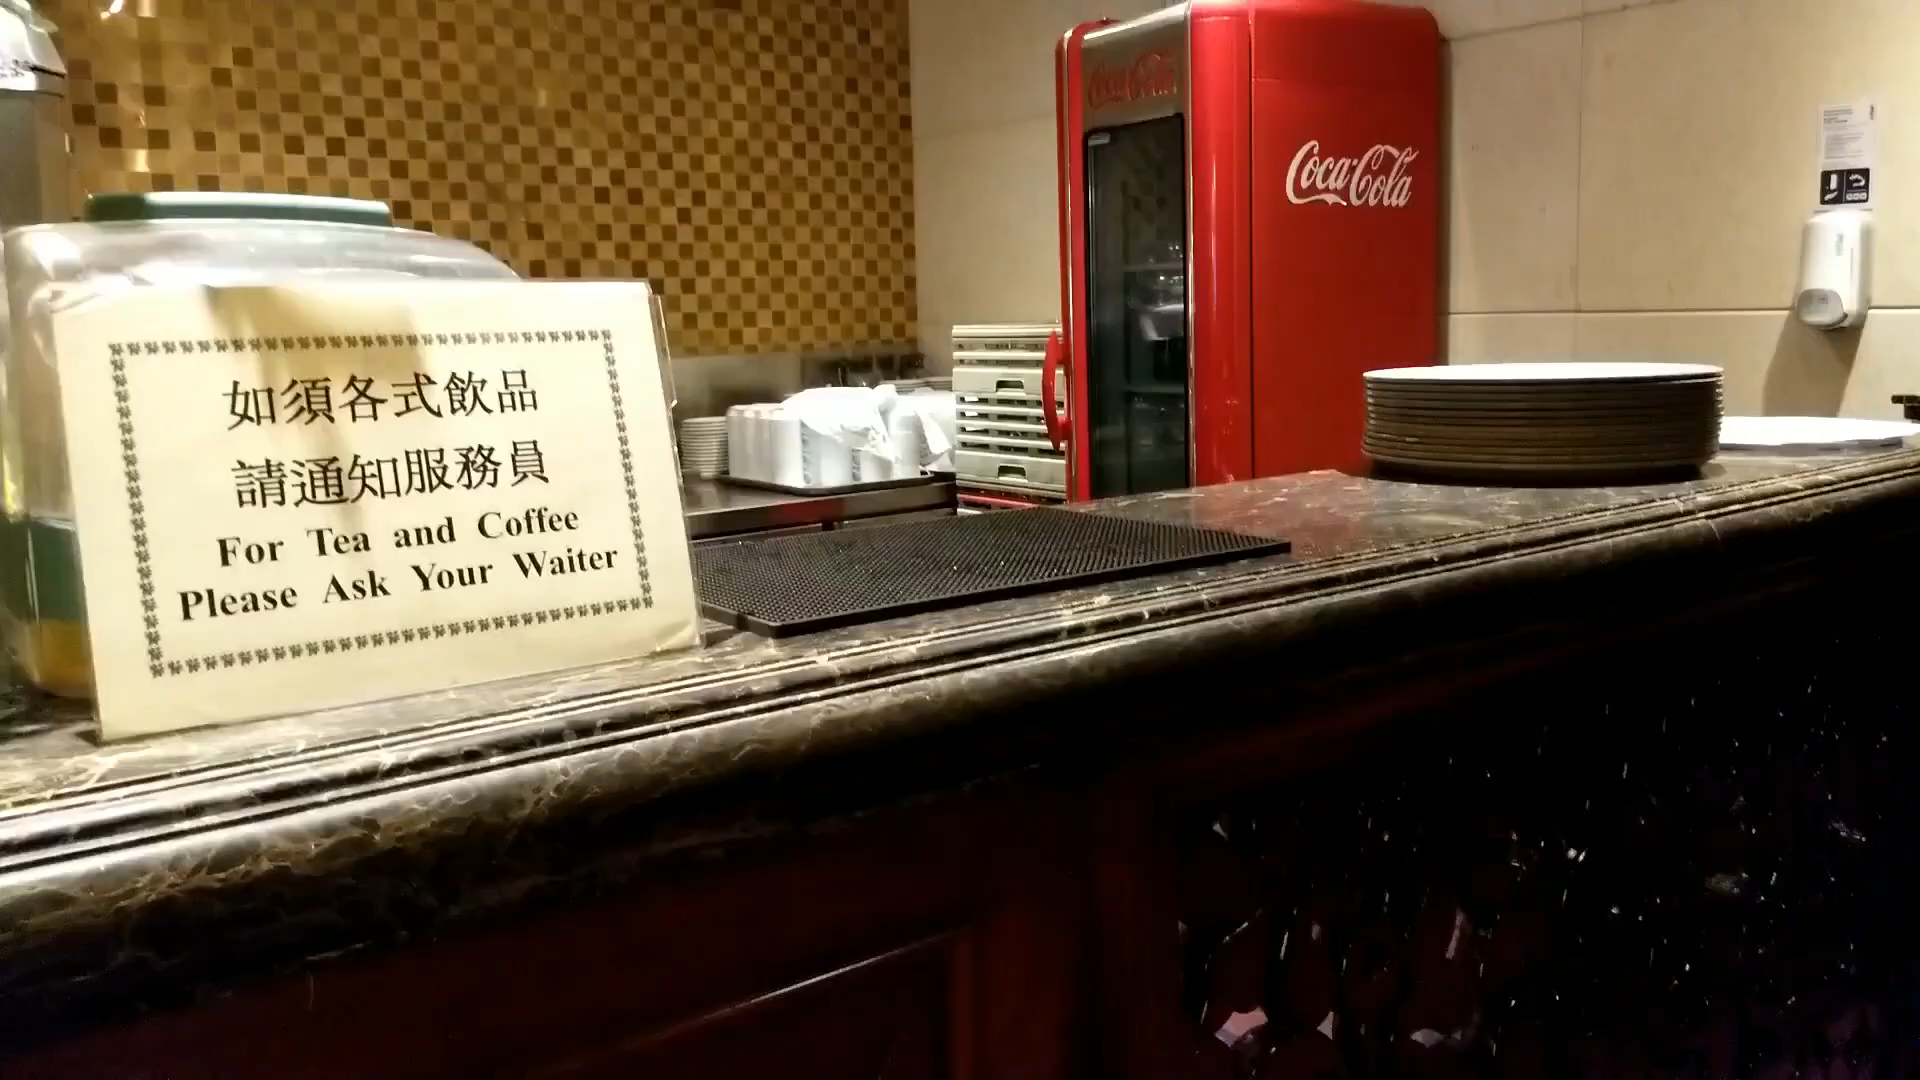 如須各式飲品
請通知服務員
For Tea and Coffee
Please Ask Your Waiter
Coca-Cola
Coca-Cola